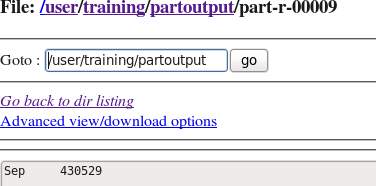 File: /user/training/partoutput/part-r-00009
Goto : /user/training/partoutput go
Go back to dir listing
Advanced view/download options
Sep 430529